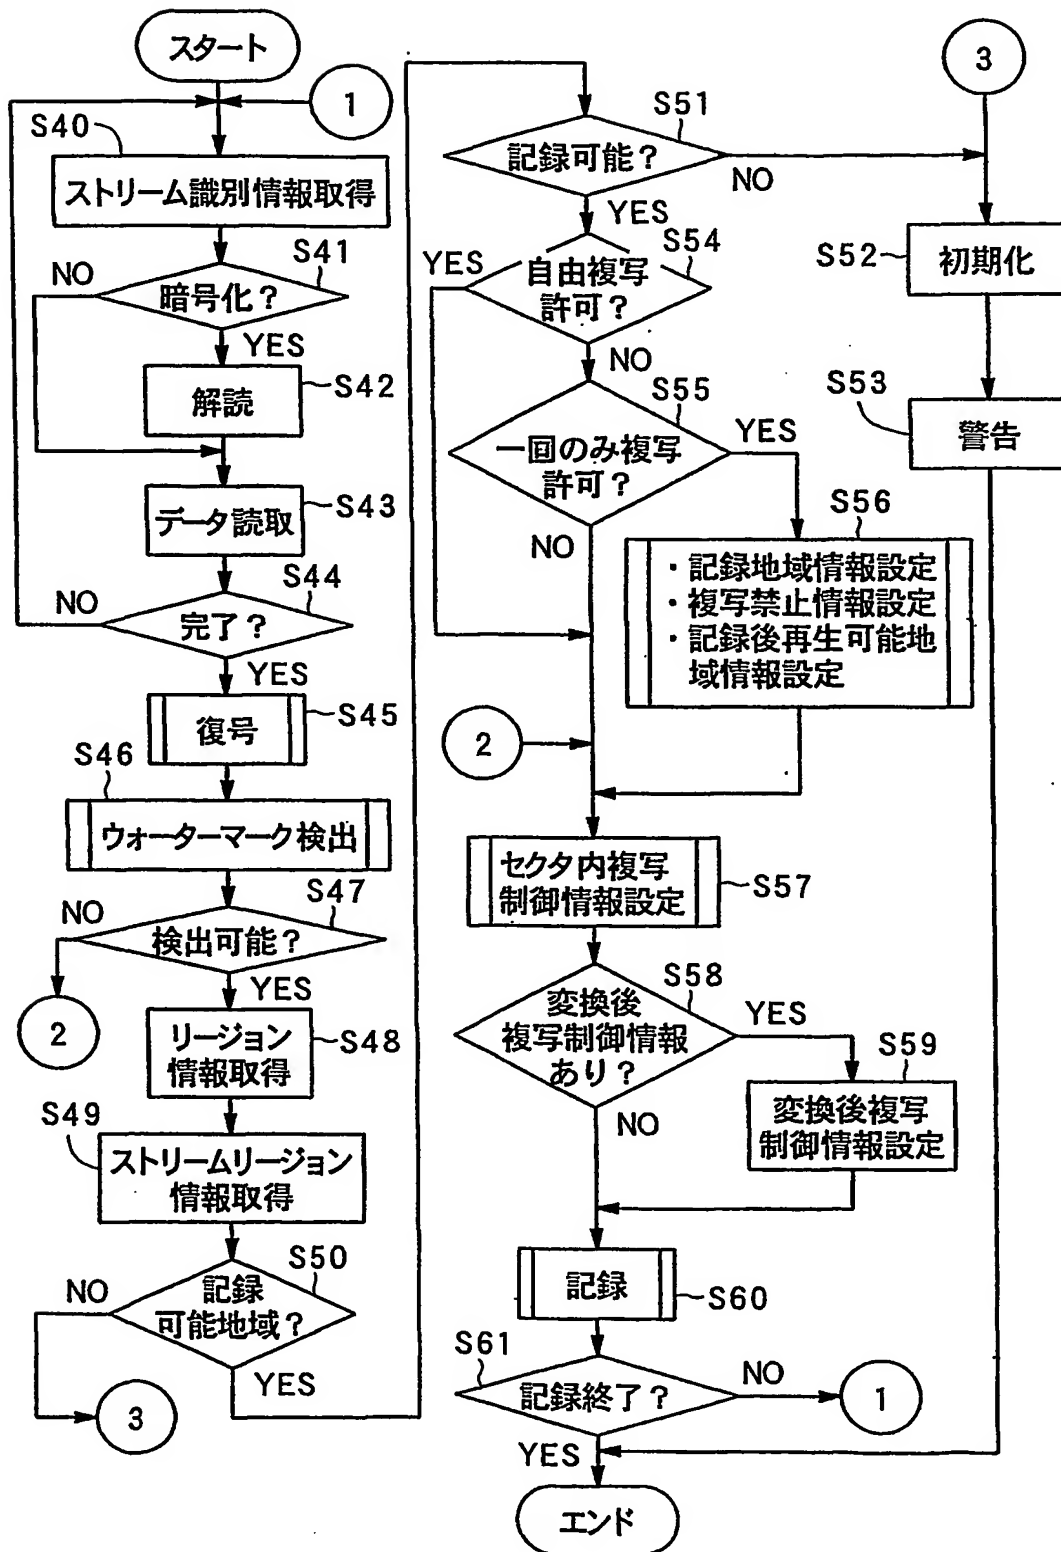 スタート
1
S40
ストリーム識別情報取得
S41
NO
暗号化？
YES
解読
S42
データ読取
S43
S44
NO
完了？
YES
復号
S45
S46
ウォーターマーク検出
S47
NO
検出可能？
YES
2
リージョン
情報取得
S48
S49
ストリームリージョン
情報取得
S50
NO
記録
可能地域？
YES
3
S51
記録可能？
NO
YES
S54
YES
自由複写
許可？
NO
S55
一回のみ複写
許可？
YES
NO
S56
・記録地域情報設定
・複写禁止情報設定
・記録後再生可能地
域情報設定
2
セクタ内複写
制御情報設定
S57
S58
変換後
複写制御情報
あり？
YES
NO
S59
変換後複写
制御情報設定
記録
S60
S61
記録終了？
NO
1
YES
エンド
3
S52
初期化
S53
警告